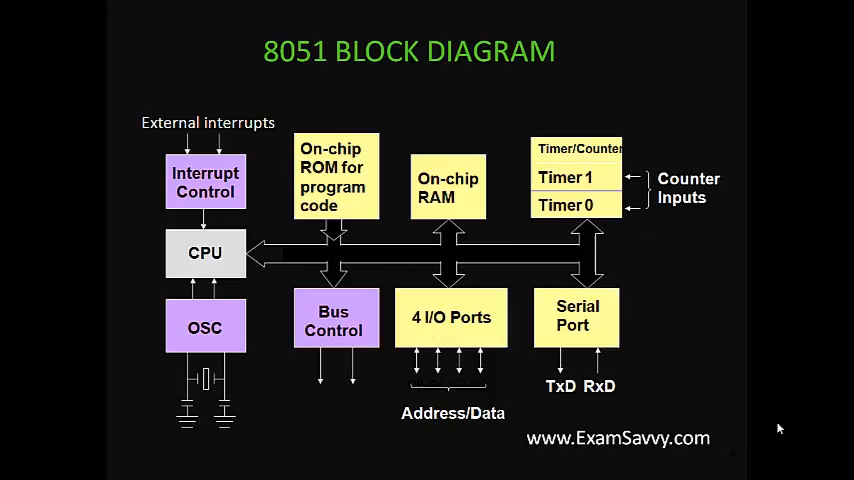 8051 BLOCK DIAGRAM
External interrupts
Interrupt
Control
On-chip
ROM for
program
code
On-chip
RAM
Timer/Counter
Timer 1
Timer 0
Counter
Inputs
CPU
OSC
Bus
Control
4 I/O Ports
Serial
Port
TxD RxD
Address/Data
www.ExamSavvy.com